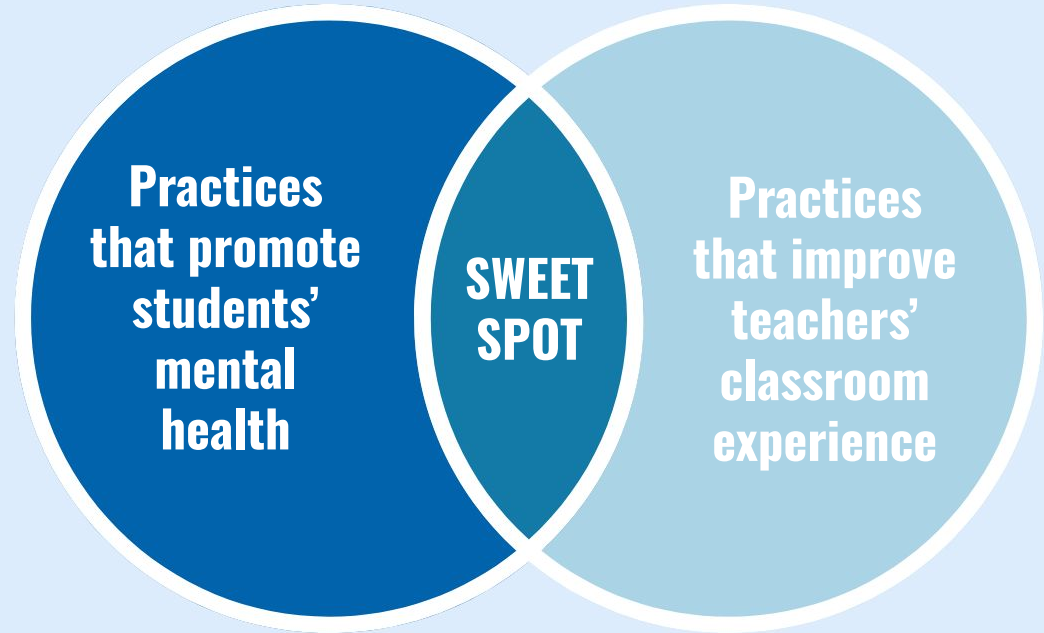 Practices
that promote
students’
mental
health
SWEET
SPOT
Practices
that improve
teachers’
classroom
experience